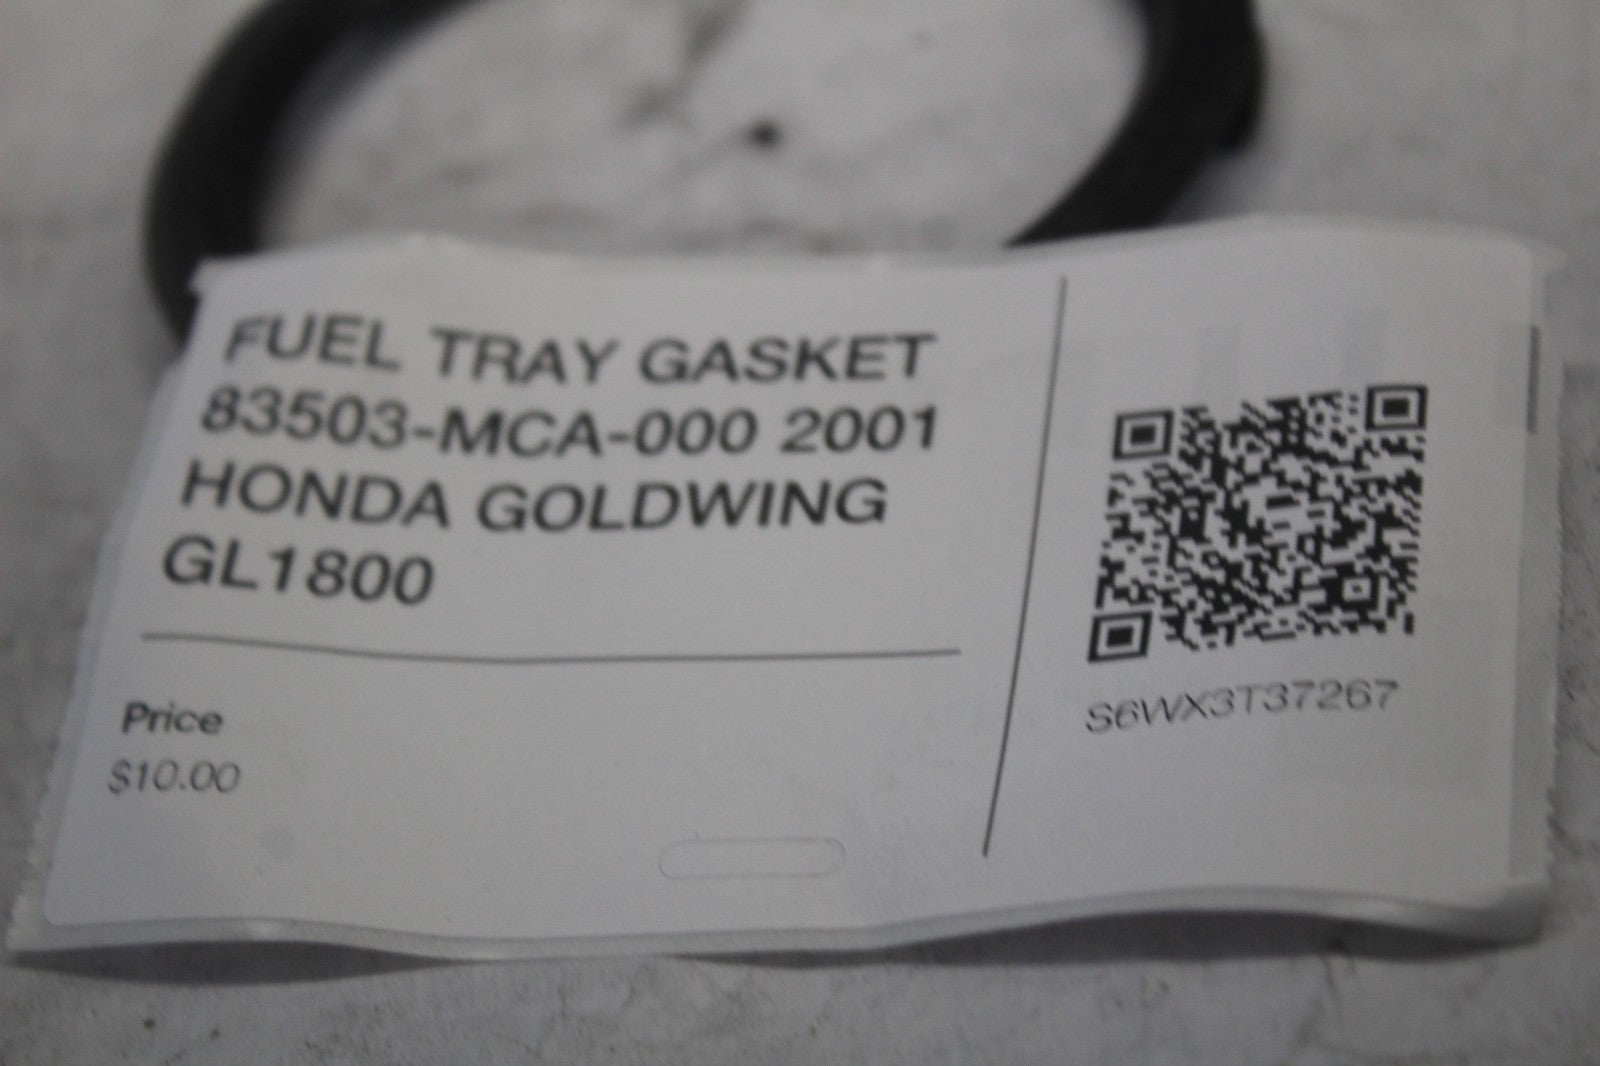 FUEL TRAY GASKET
83503-MCA-000 2001
HONDA GOLDWING
GL1800
Price
$10.00
S6WX3T37267